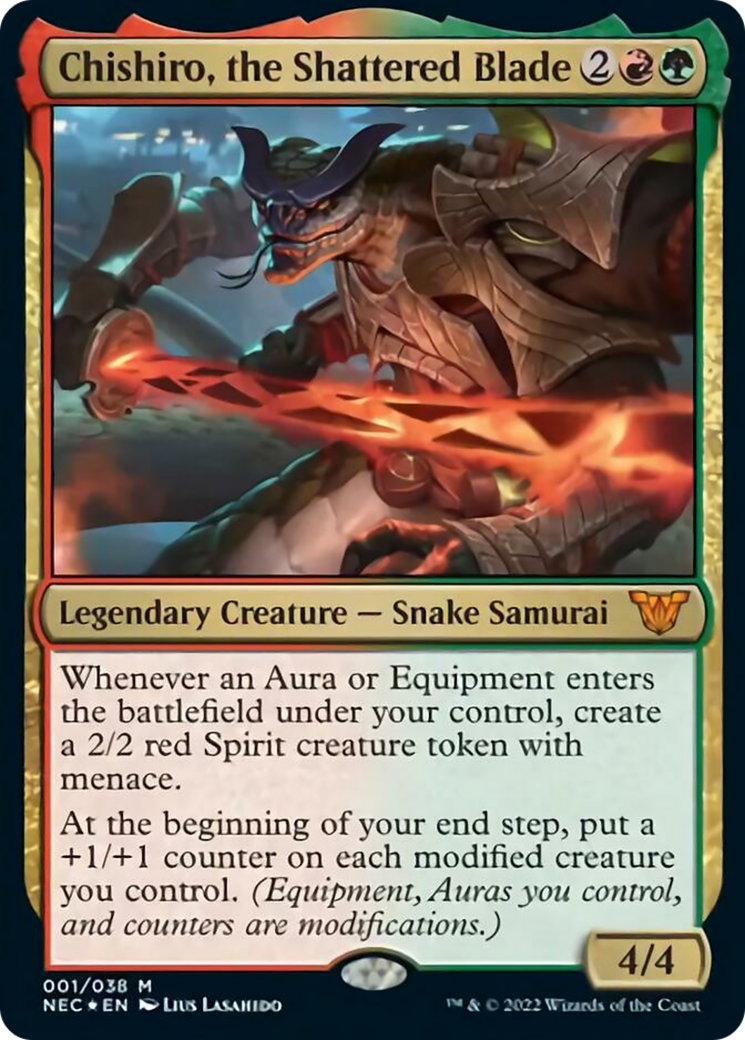 Chishiro, the Shattered Blade 2
Legendary Creature — Snake Samurai
Whenever an Aura or Equipment enters
the battlefield under your control, create
a 2/2 red Spirit creature token with
menace.
At the beginning of your end step, put a
+1/+1 counter on each modified creature
you control. (Equipment, Auras you control,
and counters are modifications.)
4/4
001/038 M
NEC★EN Lius Lasahido
™ & © 2022 Wizards of the Coast